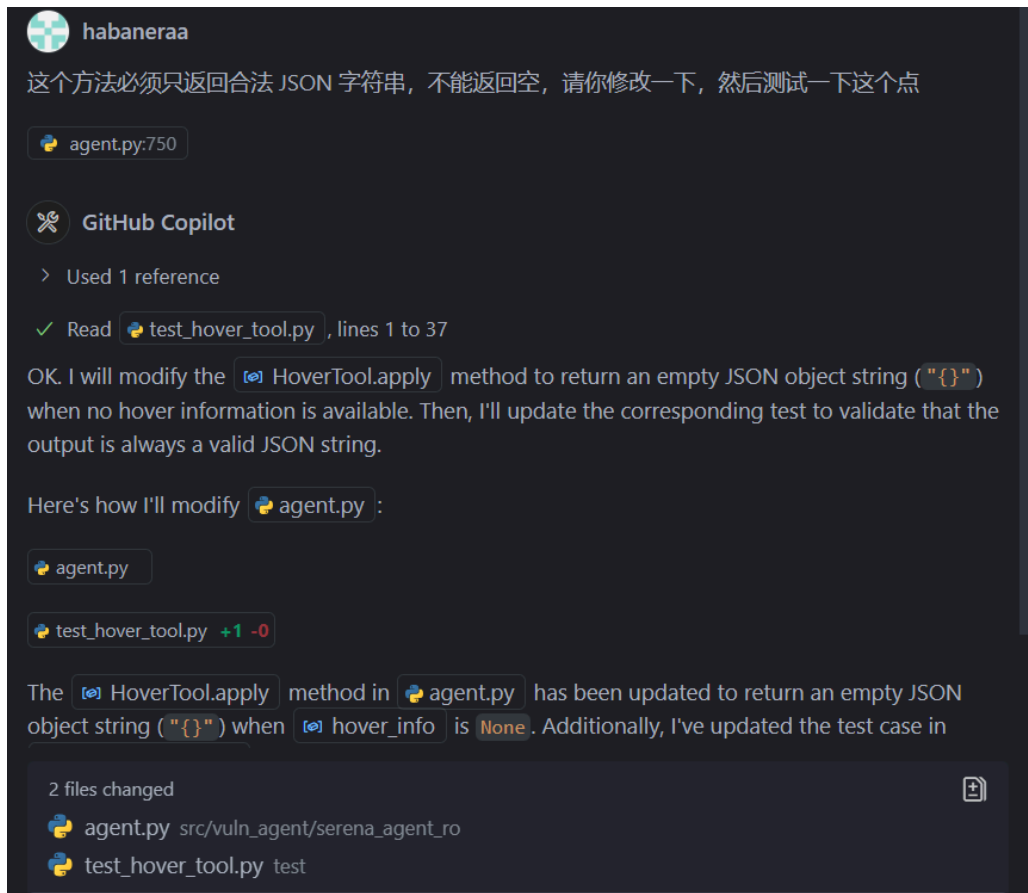 habaneraa
这个方法必须只返回合法 JSON 字符串，不能返回空，请你修改一下，然后测试一下这个点
agent.py:750
GitHub Copilot
Used 1 reference
Read test_hover_tool.py , lines 1 to 37
OK. I will modify the HoverTool.apply method to return an empty JSON object string ("{}")
when no hover information is available. Then, I'll update the corresponding test to validate that the
output is always a valid JSON string.
Here's how I'll modify agent.py :
agent.py
test_hover_tool.py +1 -0
The HoverTool.apply method in agent.py has been updated to return an empty JSON
object string ("{}") when hover_info is None. Additionally, I've updated the test case in
2 files changed
agent.py src/vuln_agent/serena_agent_ro
test_hover_tool.py test